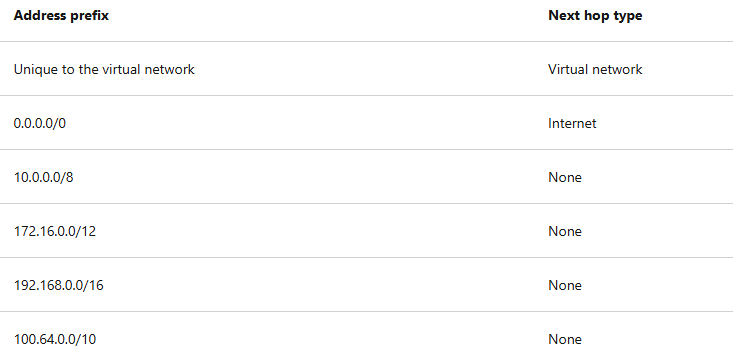 Address prefix Next hop type
Unique to the virtual network Virtual network
0.0.0.0/0 Internet
10.0.0.0/8 None
172.16.0.0/12 None
192.168.0.0/16 None
100.64.0.0/10 None